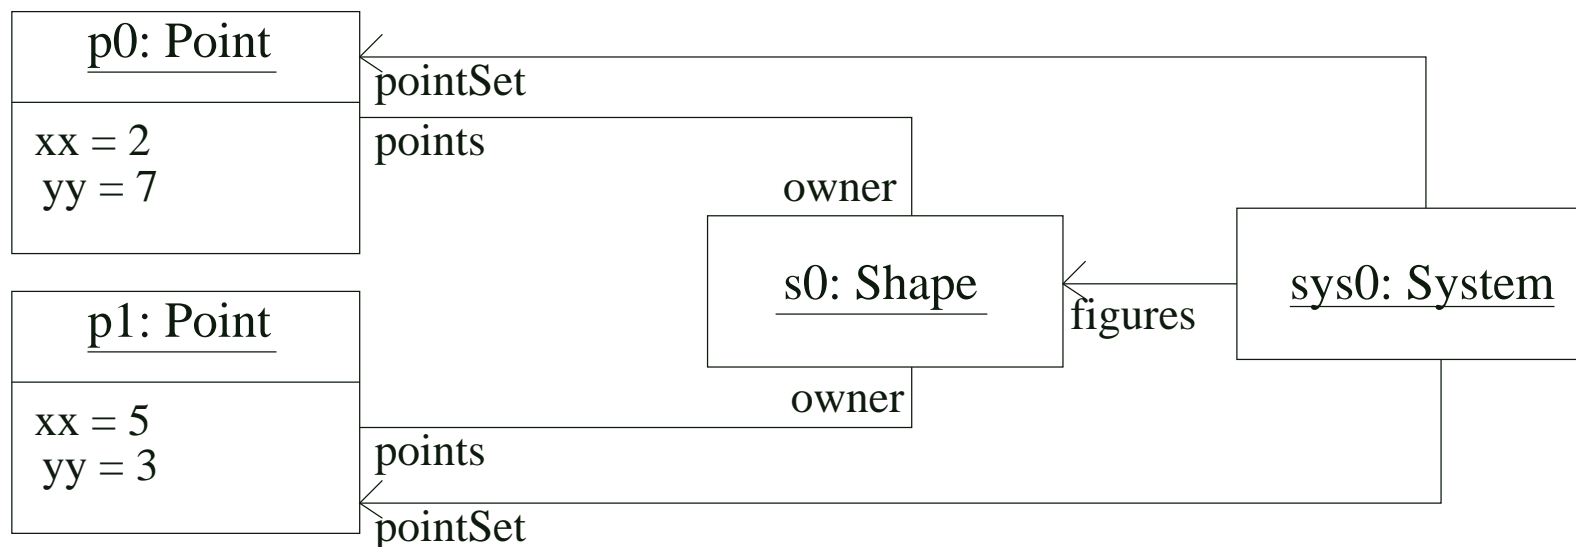 p0: Point
pointSet
xx = 2
points
yy = 7
owner
s0: Shape
sys0: System
figures
p1: Point
owner
xx = 5
points
yy = 3
pointSet